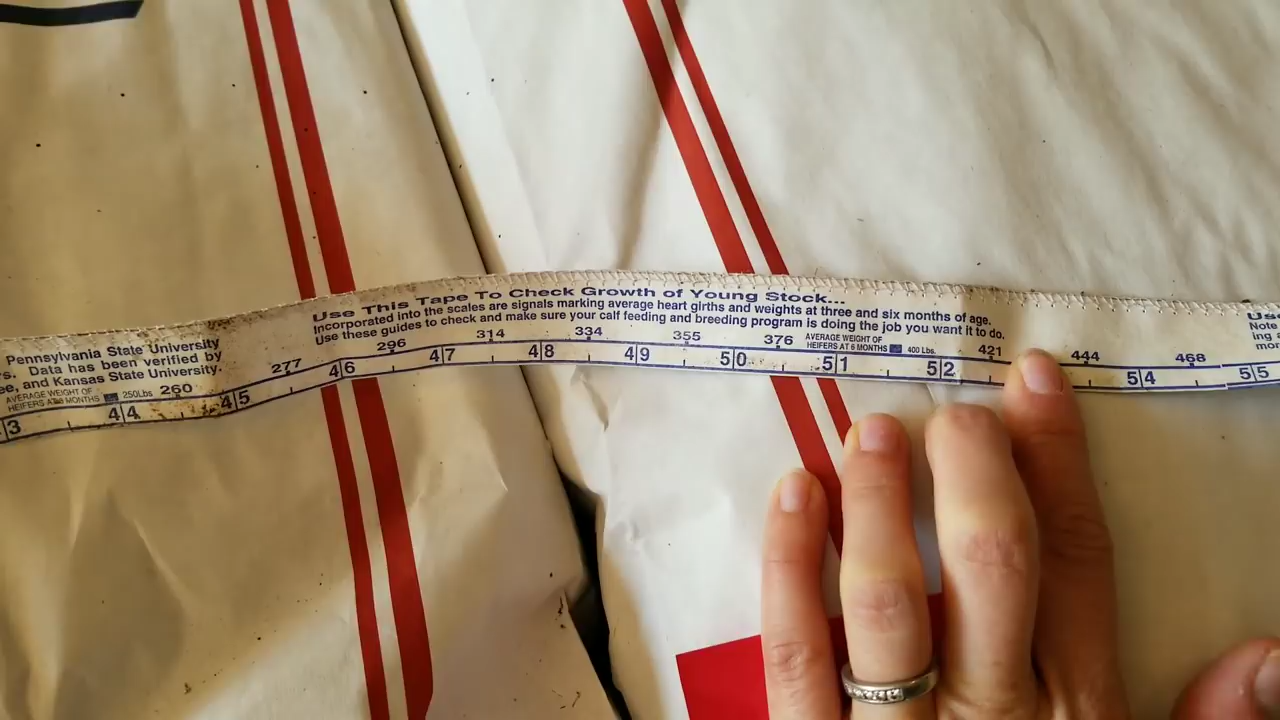 Pennsylvania State University
rs. Data has been verified by
ee, and Kansas State University.
AVERAGE WEIGHT OF
HEIFERS AT 3 MONTHS 250Lbs
Use This Tape To Check Growth of Young Stock...
Incorporated into the scales are signals marking average heart girths and weights at three and six months of age.
Use these guides to check and make sure your calf feeding and breeding program is doing the job you want it to do.
AVERAGE WEIGHT OF
HEIFERS AT 6 MONTHS 400 Lbs.
260 277 296 314 334 355 376 421 444 468
3 44 45 46 47 48 49 50 51 52 54 55
Use
Note
ing a
mor